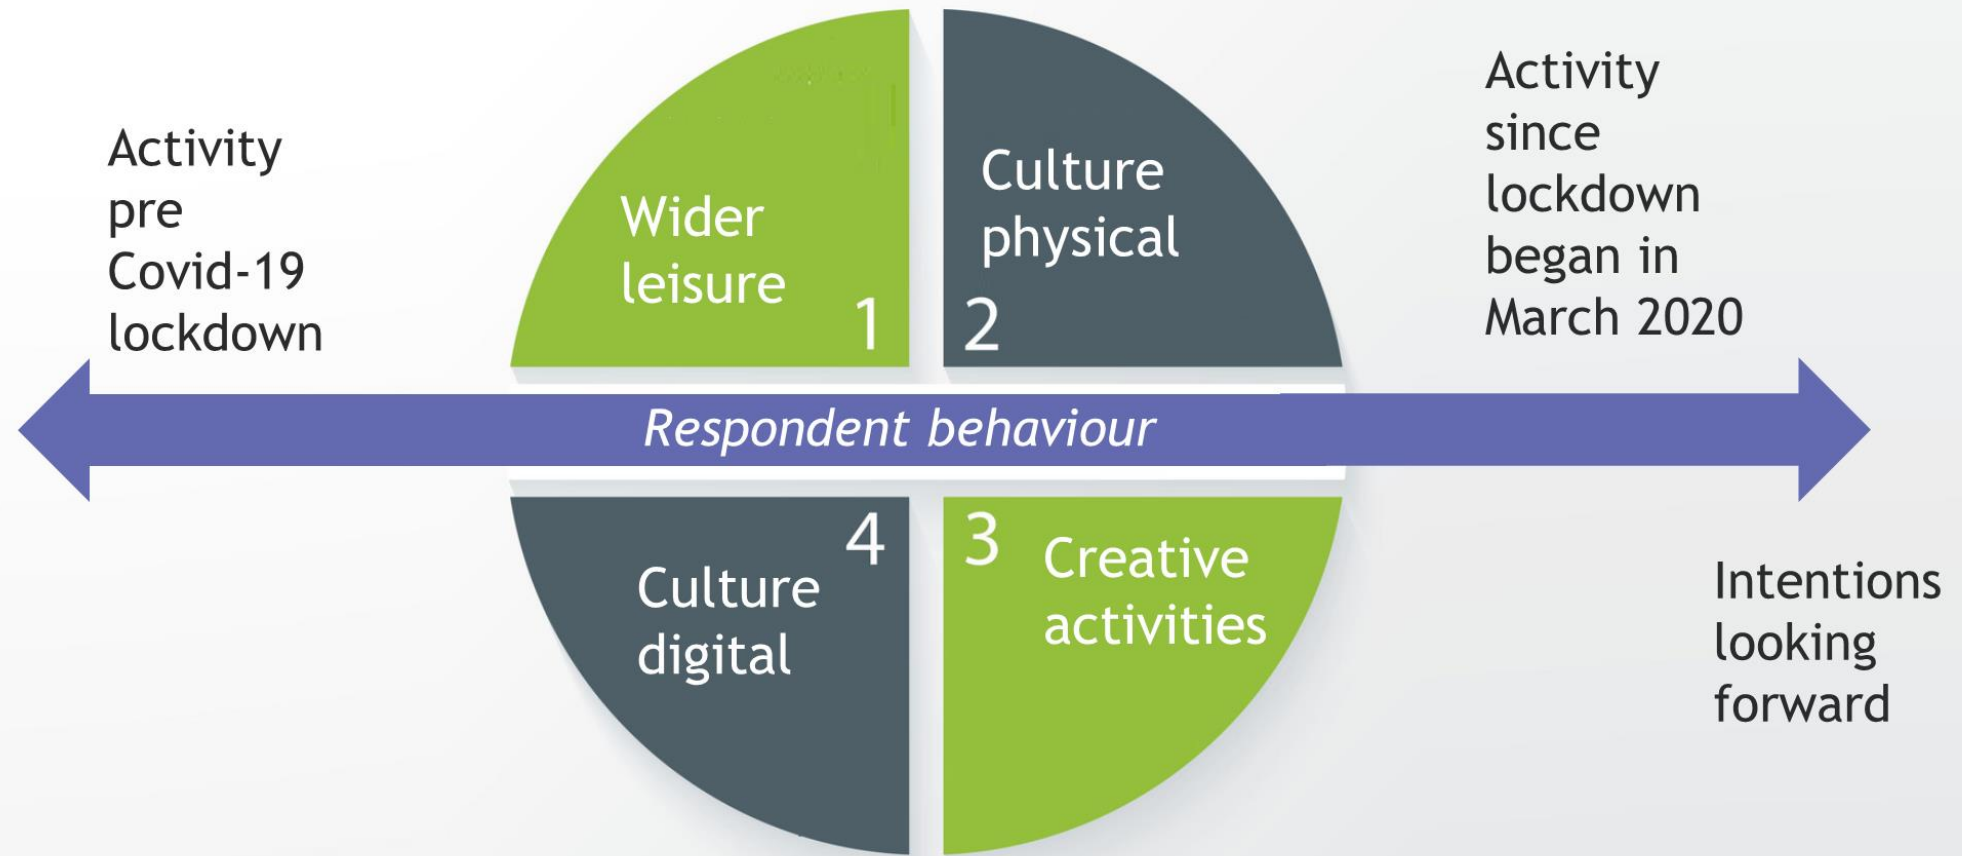 Activity
pre
Covid-19
lockdown
Wider
leisure
1
Culture
physical
2
Activity
since
lockdown
began in
March 2020
Respondent behaviour
4
Culture
digital
3
Creative
activities
Intentions
looking
forward